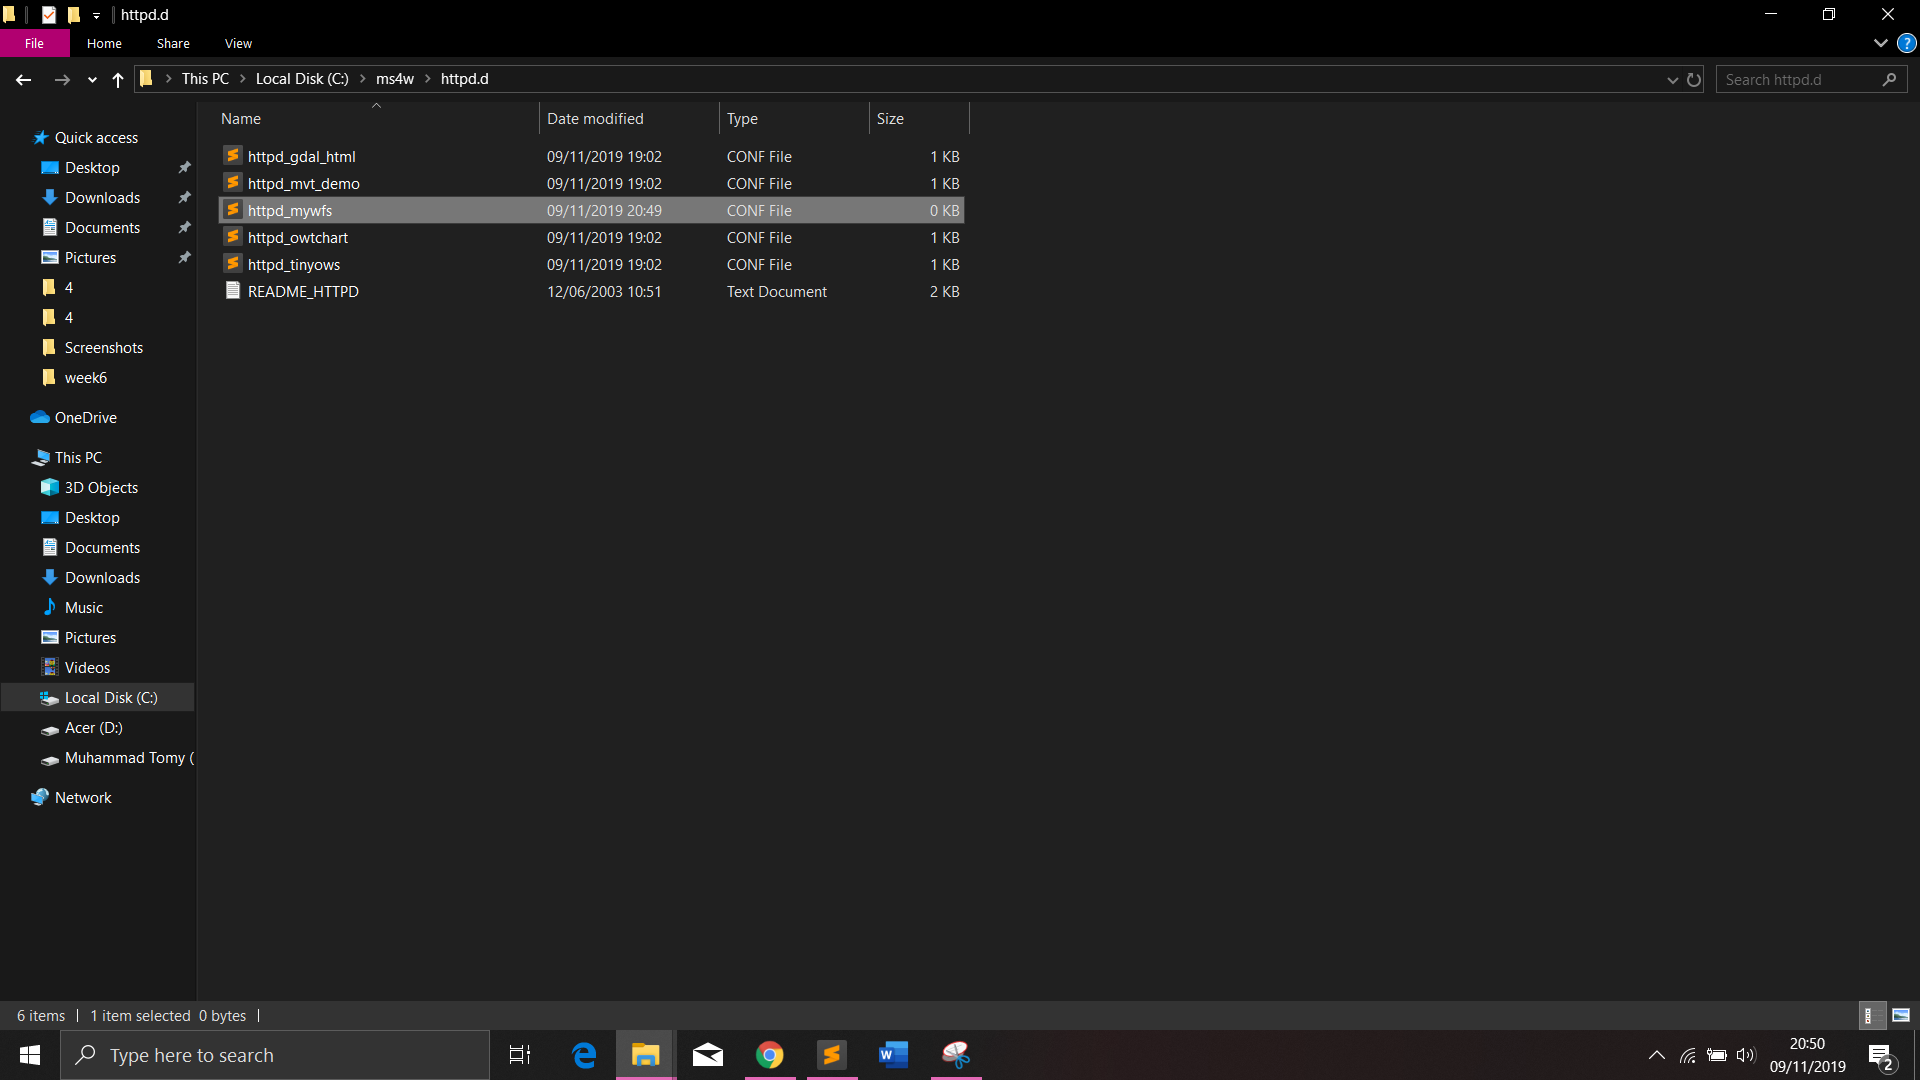 httpd.d
File Home Share View
This PC Local Disk (C:) ms4w httpd.d
Search httpd.d
Name Date modified Type Size
httpd_gdal_html 09/11/2019 19:02 CONF File 1 KB
httpd_mvt_demo 09/11/2019 19:02 CONF File 1 KB
httpd_mywfs 09/11/2019 20:49 CONF File 0 KB
httpd_owtchart 09/11/2019 19:02 CONF File 1 KB
httpd_tinyows 09/11/2019 19:02 CONF File 1 KB
README_HTTPD 12/06/2003 10:51 Text Document 2 KB
Quick access
Desktop
Downloads
Documents
Pictures
4
4
Screenshots
week6
OneDrive
This PC
3D Objects
Desktop
Documents
Downloads
Music
Pictures
Videos
Local Disk (C:)
Acer (D:)
Muhammad Tomy (
Network
6 items 1 item selected 0 bytes
Type here to search
20:50
09/11/2019
2